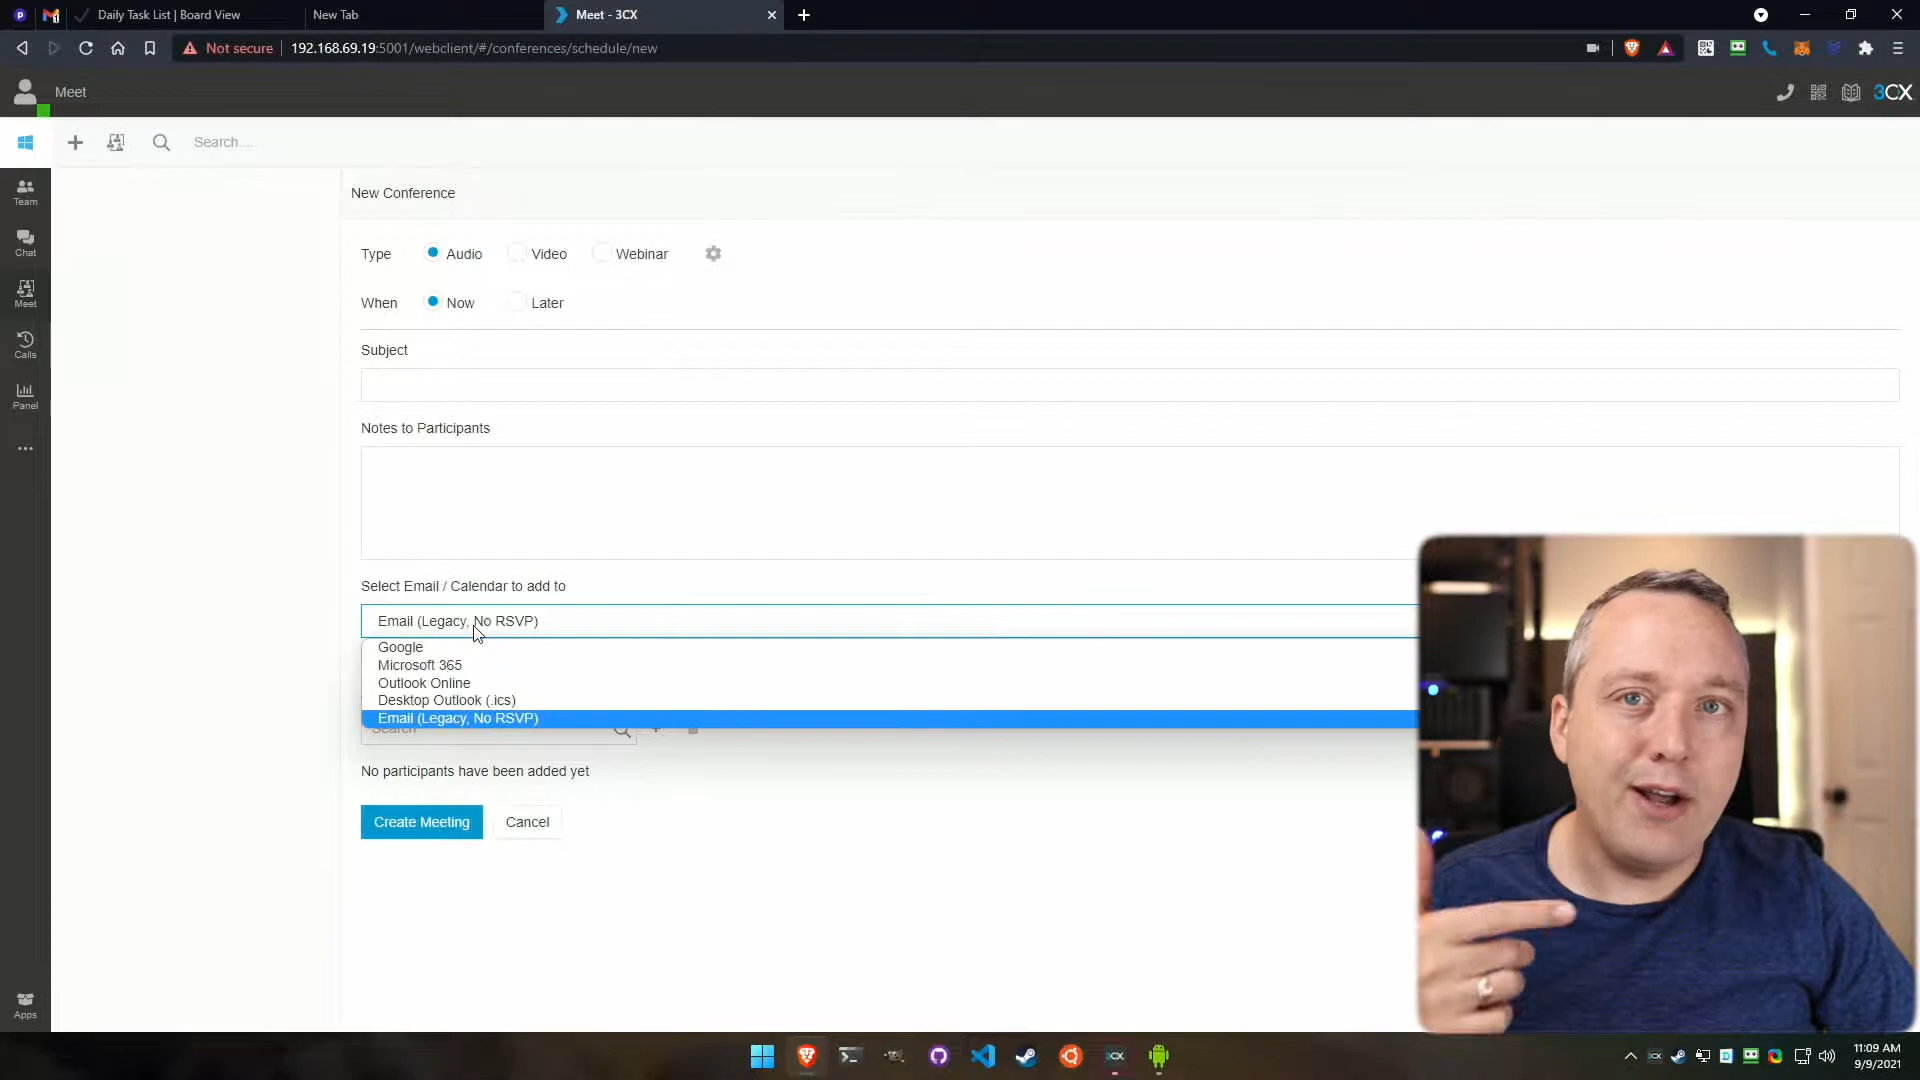 Daily Task List | Board View
New Tab
Meet - 3CX
Not secure
192.168.69.19:5001/webclient/#/conferences/schedule/new
Meet
3CX
Search ...
Team
Chat
Meet
Calls
Panel
Apps
New Conference
Type
Audio
Video
Webinar
When
Now
Later
Subject
Notes to Participants
Select Email / Calendar to add to
Email (Legacy, No RSVP)
Google
Microsoft 365
Outlook Online
Desktop Outlook (.ics)
Email (Legacy, No RSVP)
Search
No participants have been added yet
Create Meeting
Cancel
3CX
11:09 AM
9/9/2021